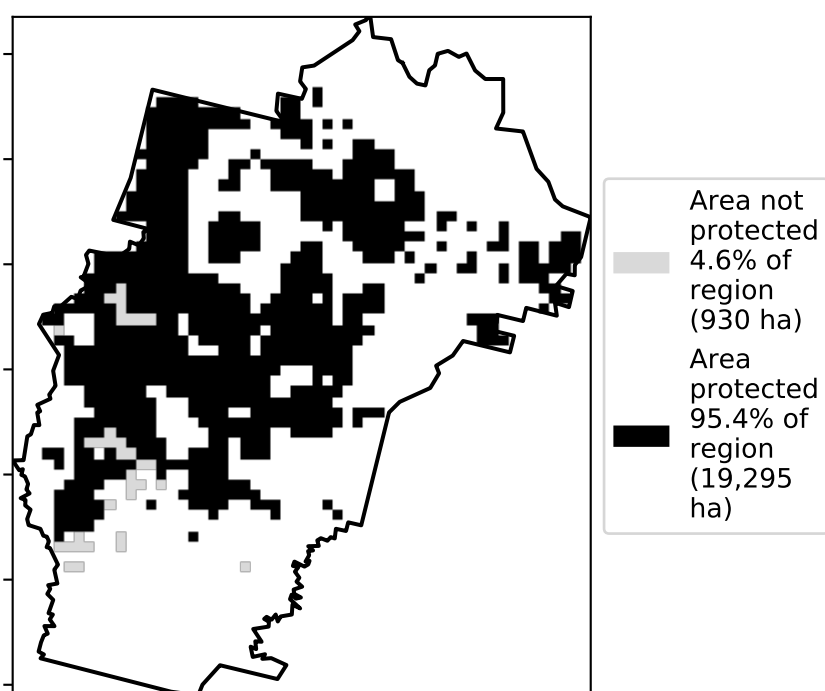 Area not
protected
4.6% of
region
(930 ha)
Area
protected
95.4% of
region
(19,295
ha)